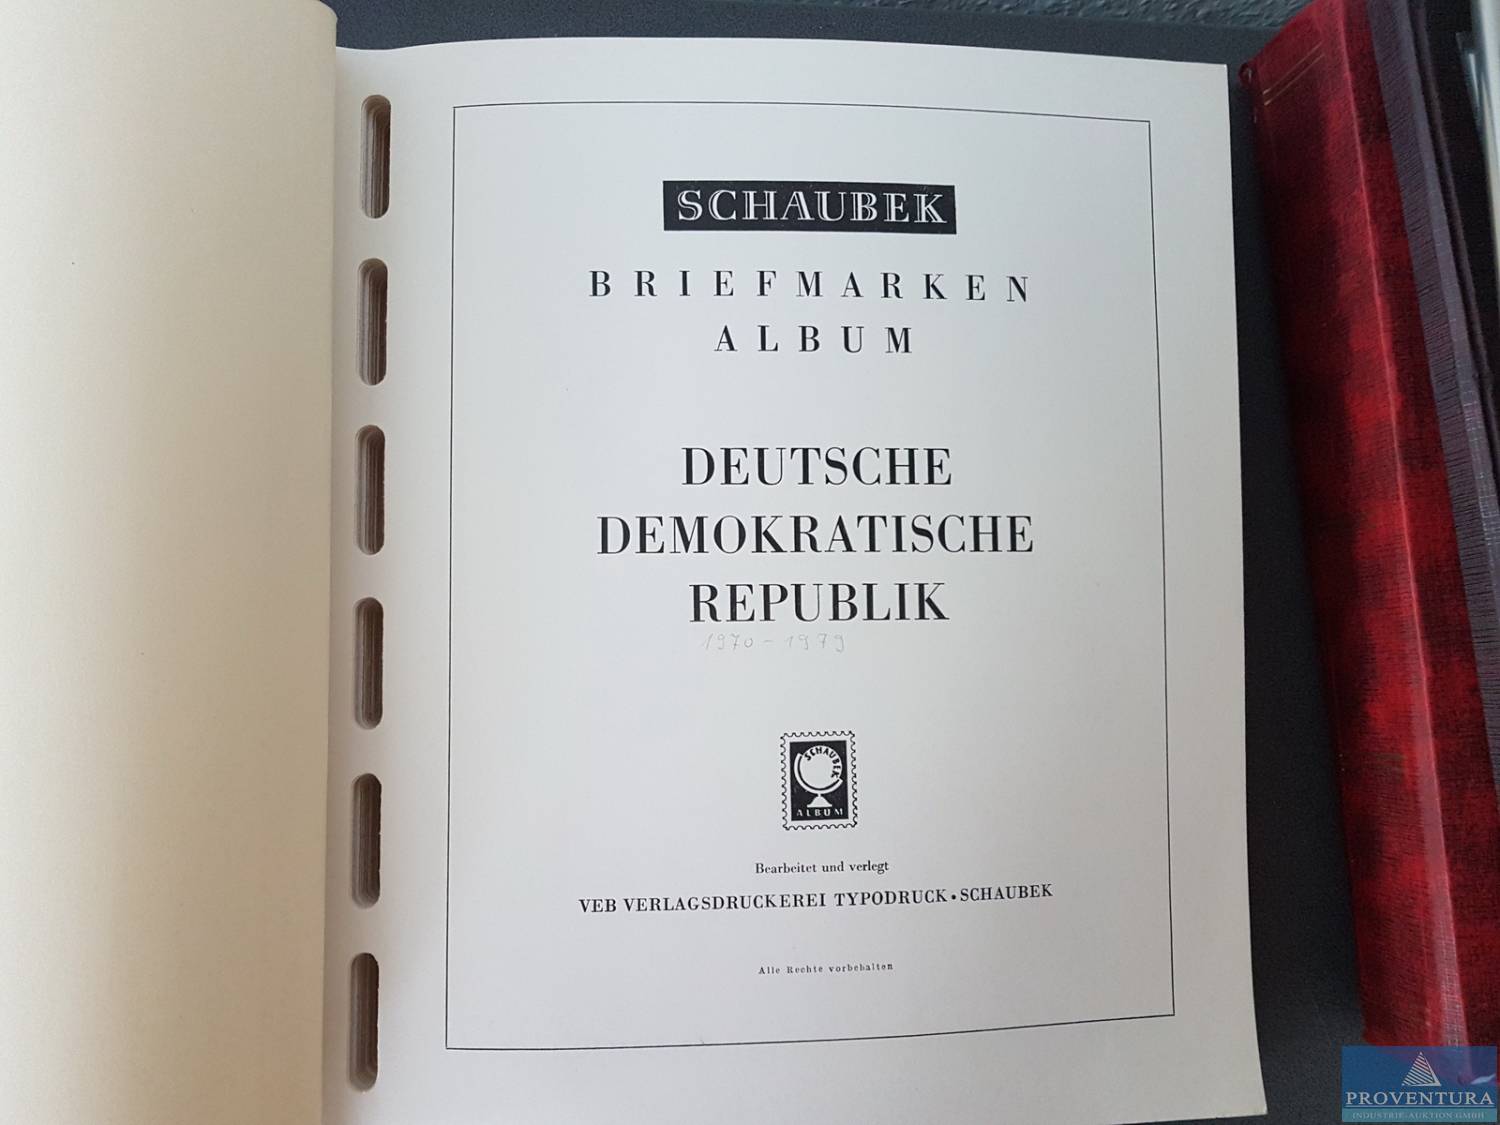 SCHAUBEK
BRIEFMARKEN
ALBUM
DEUTSCHE
DEMOKRATISCHE
REPUBLIK
1970 - 1979
SCHAUBEK
ALBUM
Bearbeitet und verlegt
VEB VERLAGSDRUCKEREI TYPODRUCK • SCHAUBEK
Alle Rechte vorbehalten
PROVENTURA
INDUSTRIE-AUKTION GMBH